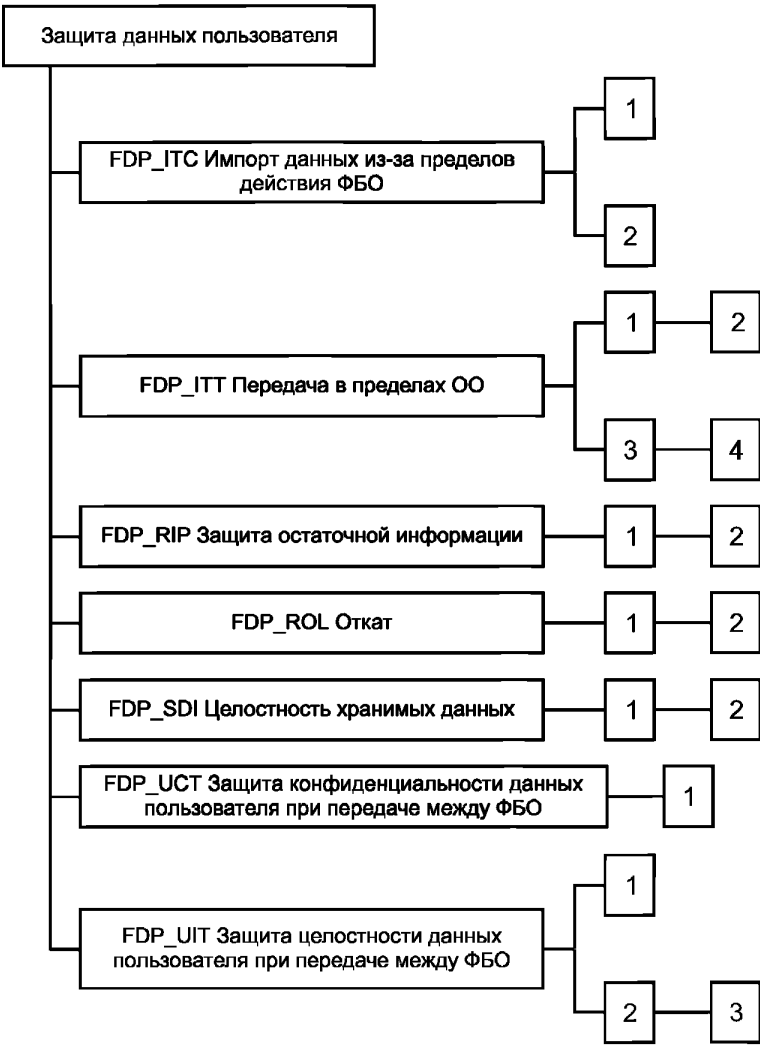 Защита данных пользователя
1
FDP_ITC Импорт данных из-за пределов
действия ФБО
2
1
2
FDP_ITT Передача в пределах ОО
3
4
FDP_RIP Защита остаточной информации
1
2
FDP_ROL Откат
1
2
FDP_SDI Целостность хранимых данных
1
2
FDP_UCT Защита конфиденциальности данных
пользователя при передаче между ФБО
1
1
FDP_UIT Защита целостности данных
пользователя при передаче между ФБО
2
3